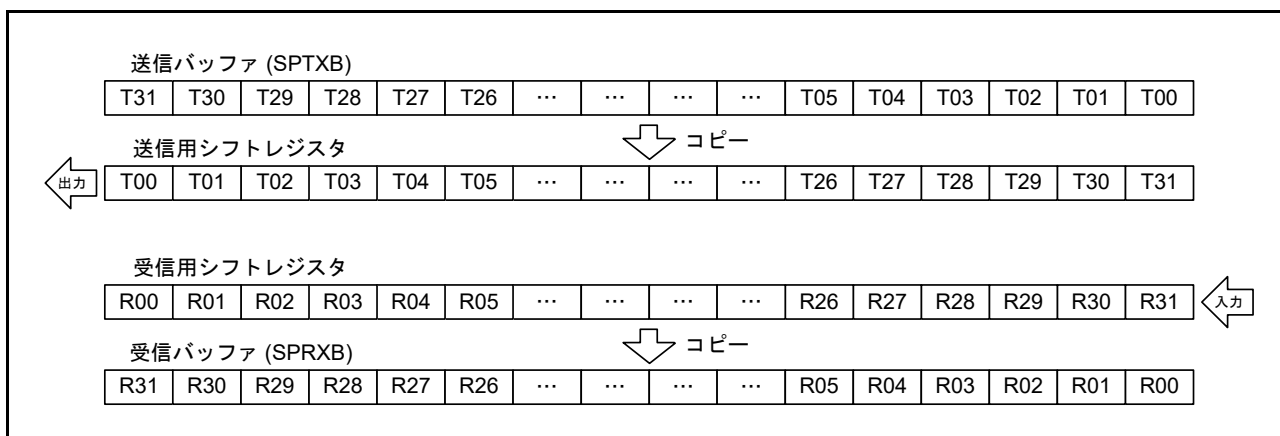 送信バッファ (SPTXB)
T31 T30 T29 T28 T27 T26 … … … … T05 T04 T03 T02 T01 T00
コピー
送信用シフトレジスタ
出力 T00 T01 T02 T03 T04 T05 … … … … T26 T27 T28 T29 T30 T31
受信用シフトレジスタ
R00 R01 R02 R03 R04 R05 … … … … R26 R27 R28 R29 R30 R31 入力
コピー
受信バッファ (SPRXB)
R31 R30 R29 R28 R27 R26 … … … … R05 R04 R03 R02 R01 R00